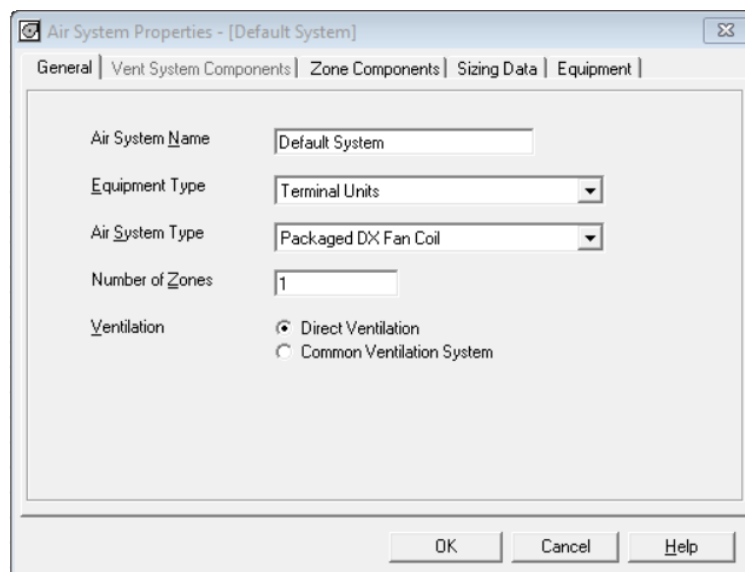 Air System Properties - [Default System]
General Vent System Components Zone Components Sizing Data Equipment
Air System Name Default System
Equipment Type Terminal Units
Air System Type Packaged DX Fan Coil
Number of Zones 1
Ventilation Direct Ventilation
Common Ventilation System
OK Cancel Help